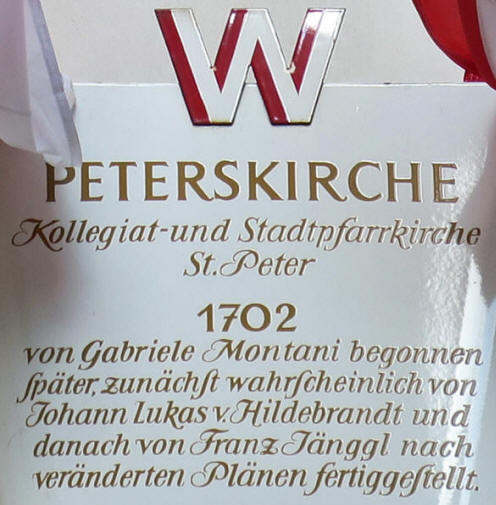 W
PETERSKIRCHE
Kollegiat-und Stadtpfarrkirche
St. Peter
1702
von Gabriele Montani begonnen
ſpäter, zunächſt wahrſcheinlich von
Johann Lukas v. Hildebrandt und
danach von Franz Jänggl nach
veränderten Plänen fertiggeſtellt.